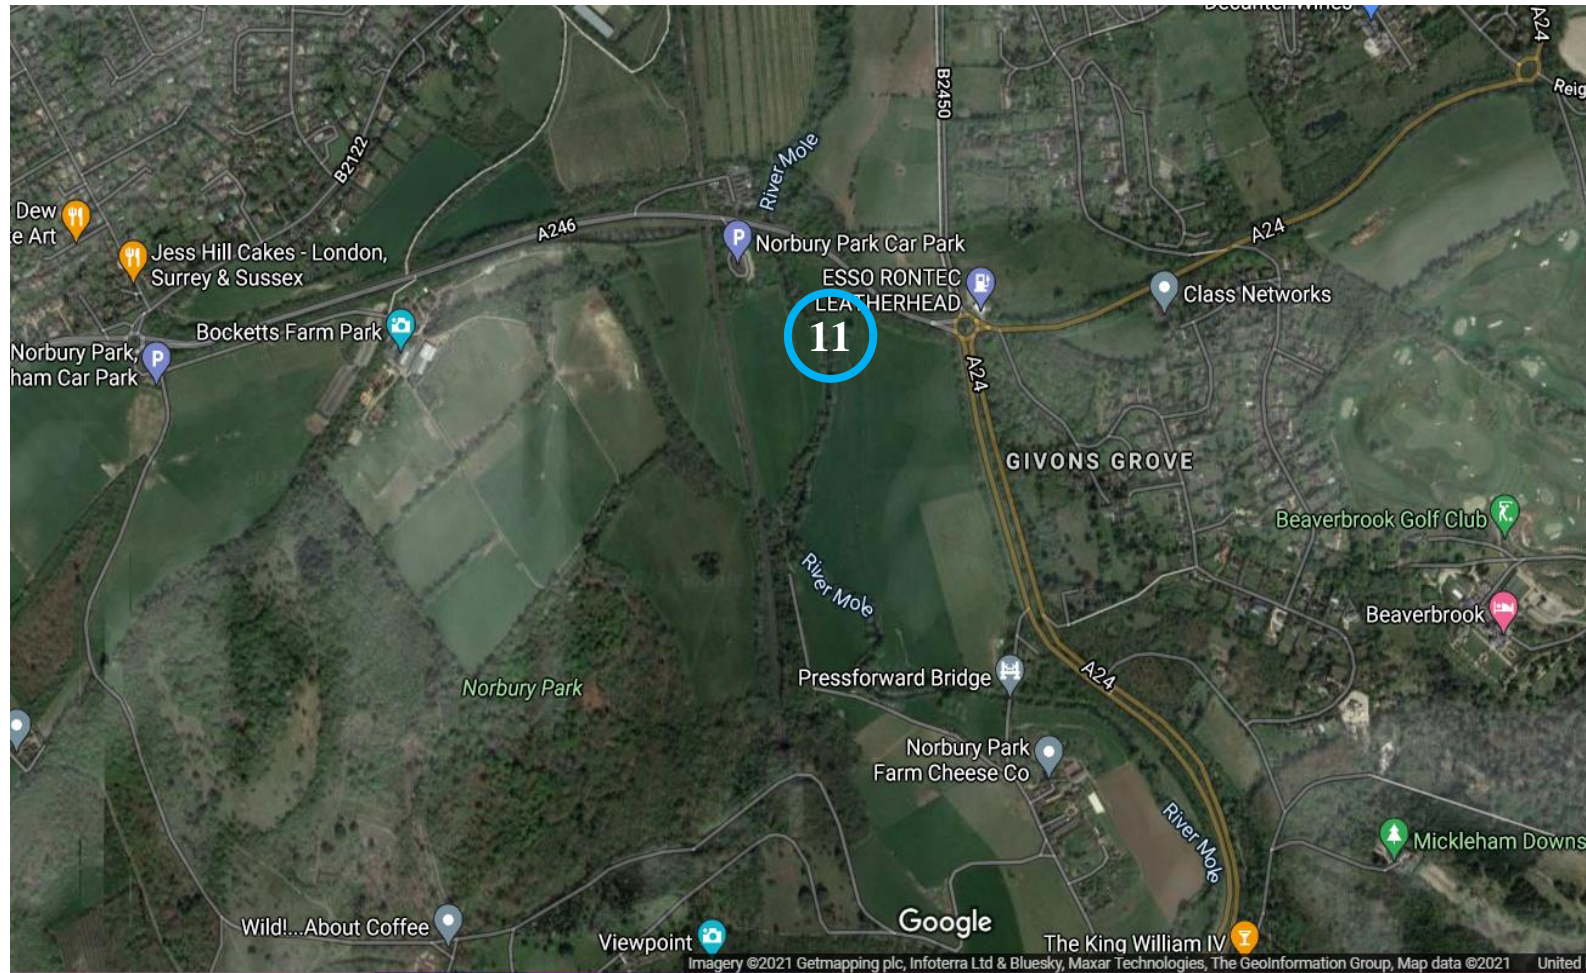 Decanter Wines
A24
Reig
B2450
River Mole
B2122
Dew
e Art
Jess Hill Cakes - London,
Surrey & Sussex
A246
Norbury Park Car Park
A24
ESSO RONTEC
LEATHERHEAD
Class Networks
Bocketts Farm Park
11
Norbury Park,
ham Car Park
A24
GIVONS GROVE
Beaverbrook Golf Club
River Mole
Beaverbrook
Pressforward Bridge
A24
Norbury Park
Norbury Park
Farm Cheese Co
River Mole
Mickleham Downs
Wild!...About Coffee
Viewpoint
Google
The King William IV
Imagery ©2021 Getmapping plc, Infoterra Ltd & Bluesky, Maxar Technologies, The GeoInformation Group, Map data ©2021 United